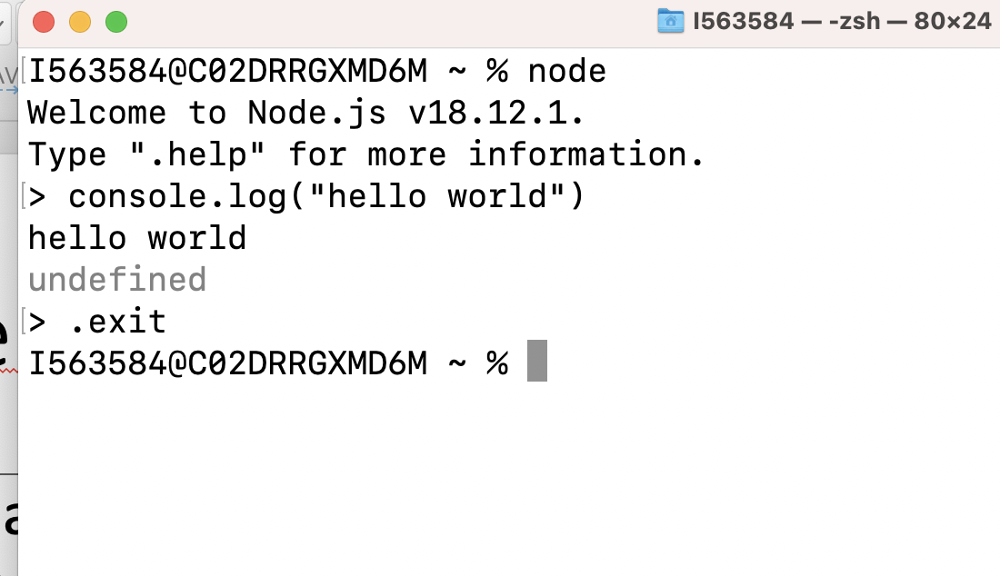 I563584 — -zsh — 80×24
I563584@C02DRRGXMD6M ~ % node
Welcome to Node.js v18.12.1.
Type ".help" for more information.
> console.log("hello world")
hello world
undefined
> .exit
I563584@C02DRRGXMD6M ~ %